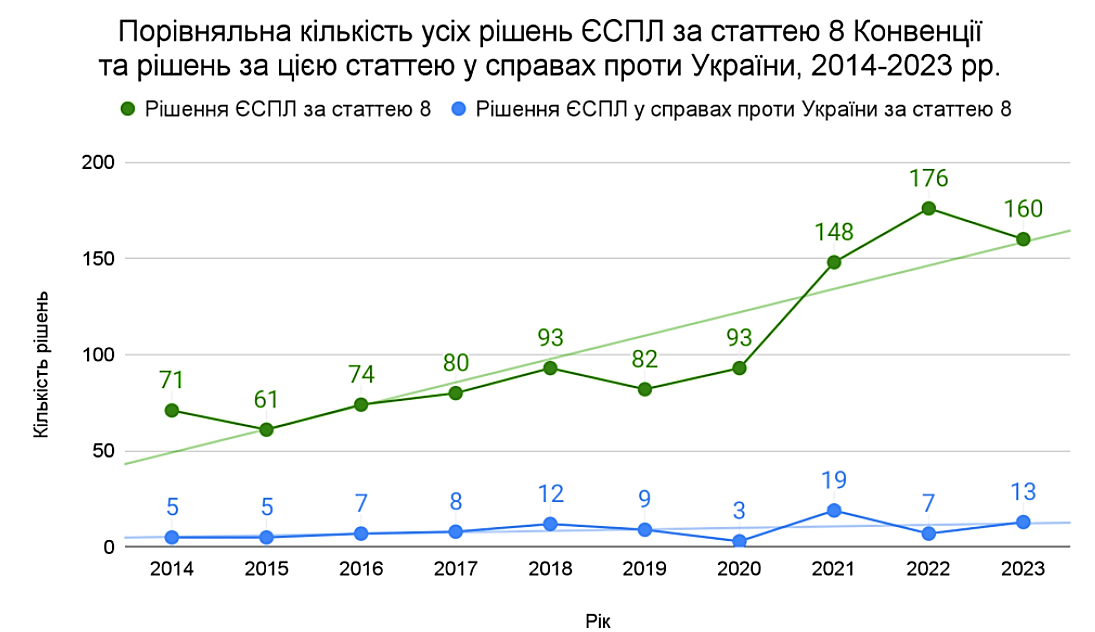 Порівняльна кількість усіх рішень ЄСПЛ за статтею 8 Конвенції
та рішень за цією статтею у справах проти України, 2014-2023 рр.
Рішення ЄСПЛ за статтею 8 Рішення ЄСПЛ у справах проти України за статтею 8
Кількість рішень
200
150
100
50
0
71 61 74 80 93 82 93 148 176 160
5 5 7 8 12 9 3 19 7 13
2014 2015 2016 2017 2018 2019 2020 2021 2022 2023
Рік